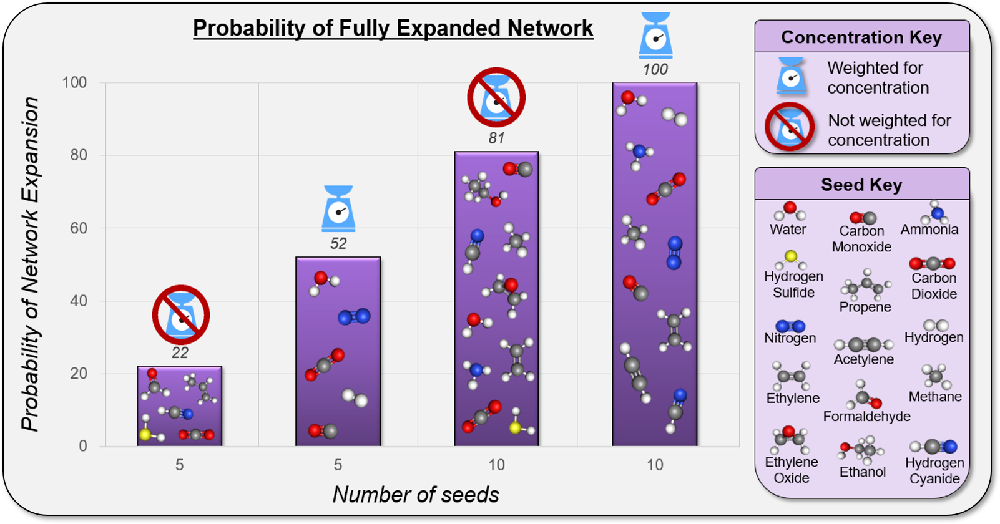 Probability of Fully Expanded Network
Probability of Network Expansion
100
80
60
40
20
0
22
52
81
100
5
5
10
10
Number of seeds
Concentration Key
Weighted for
concentration
Not weighted for
concentration
Seed Key
Water
Carbon
Monoxide
Ammonia
Hydrogen
Sulfide
Propene
Carbon
Dioxide
Nitrogen
Acetylene
Hydrogen
Ethylene
Formaldehyde
Methane
Ethylene
Oxide
Ethanol
Hydrogen
Cyanide